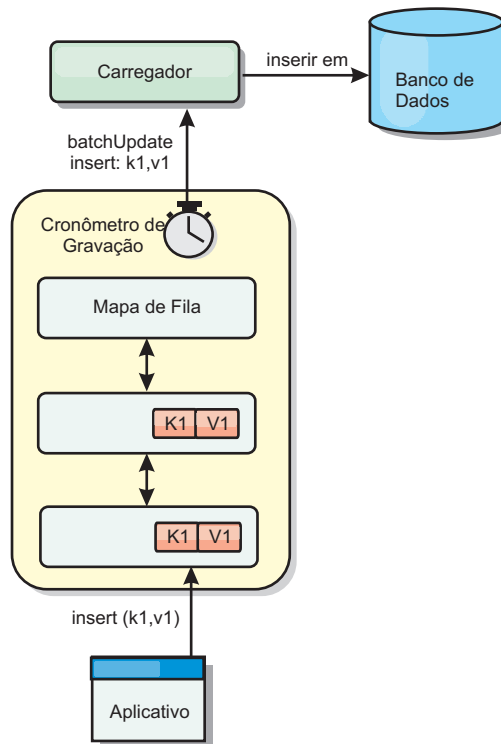 Carregador
inserir em
Banco de
Dados
batchUpdate
insert: k1,v1
Cronômetro de
Gravação
Mapa de Fila
K1 V1
K1 V1
insert (k1,v1)
Aplicativo